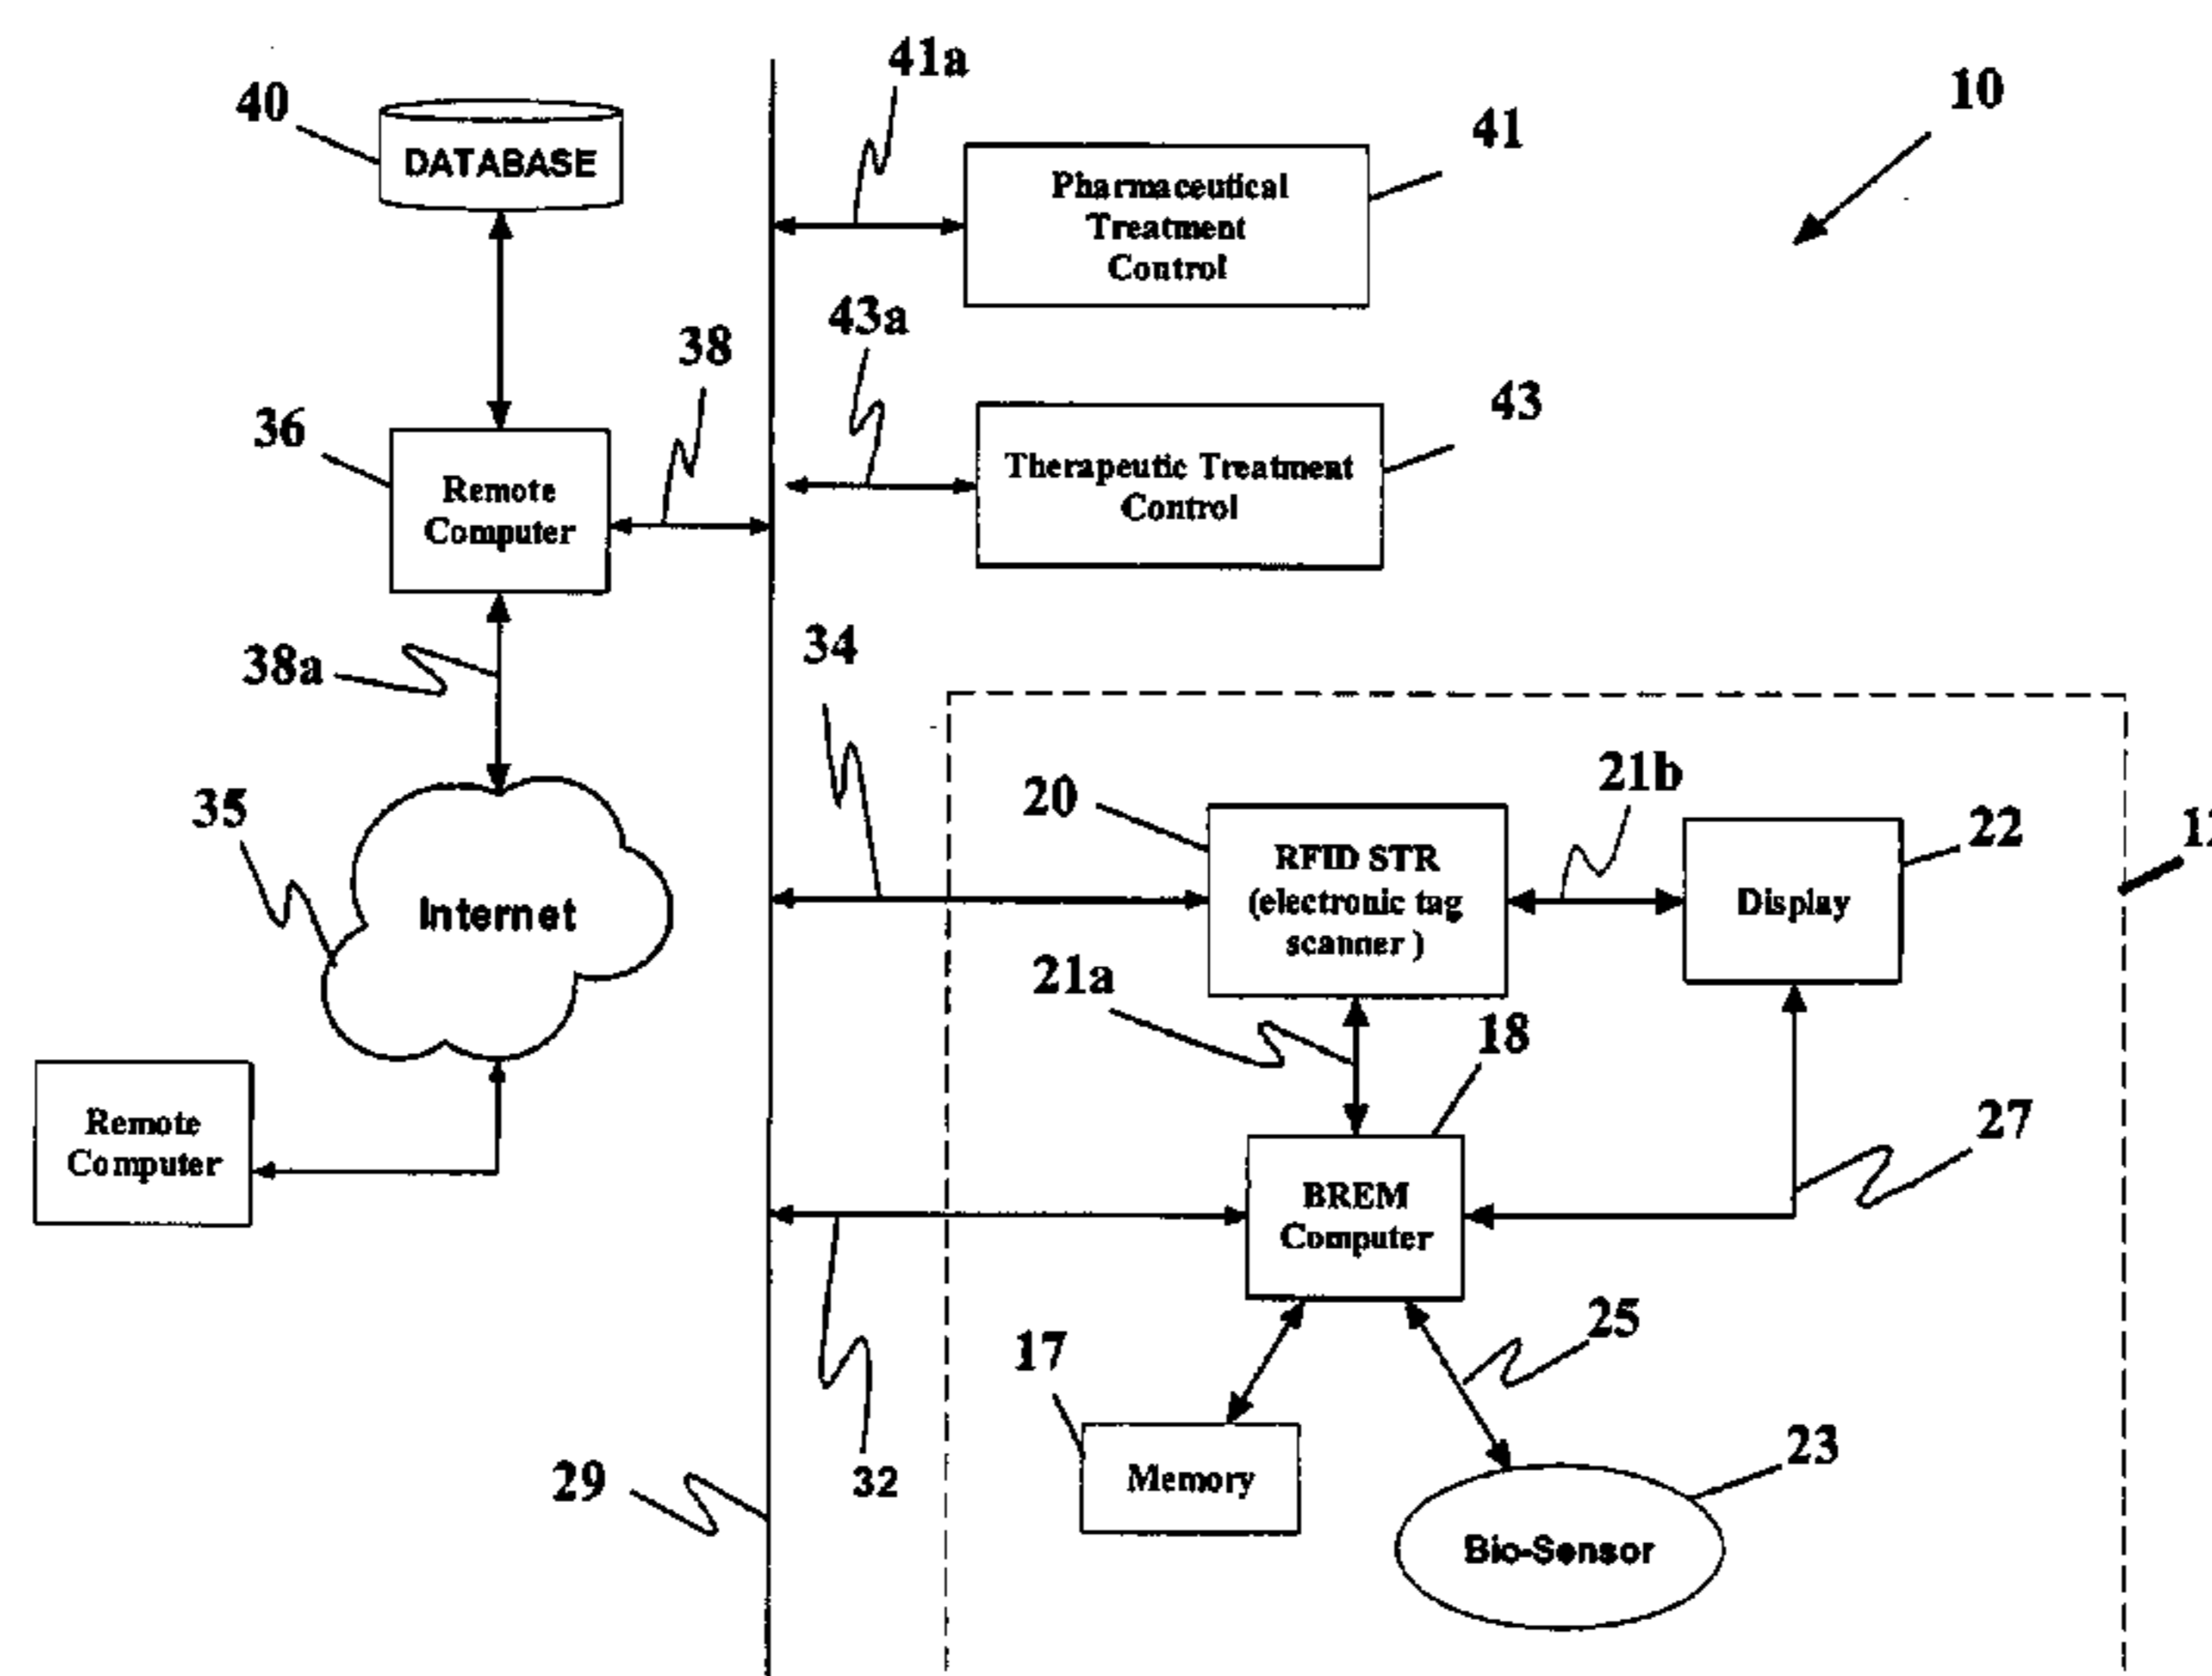 41a
10
40
41
DATABASE
Pharmaceutical
Treatment
Control
43a
38
43
36
Therapeutic Treatment
Control
Remote
Computer
34
38a
21b
20
22
35
RFID STR
(electronic tag
scanner )
Display
Internet
21a
18
27
Remote
Computer
BREM
Computer
25
17
23
29
32
Memory
Bio-Sensor